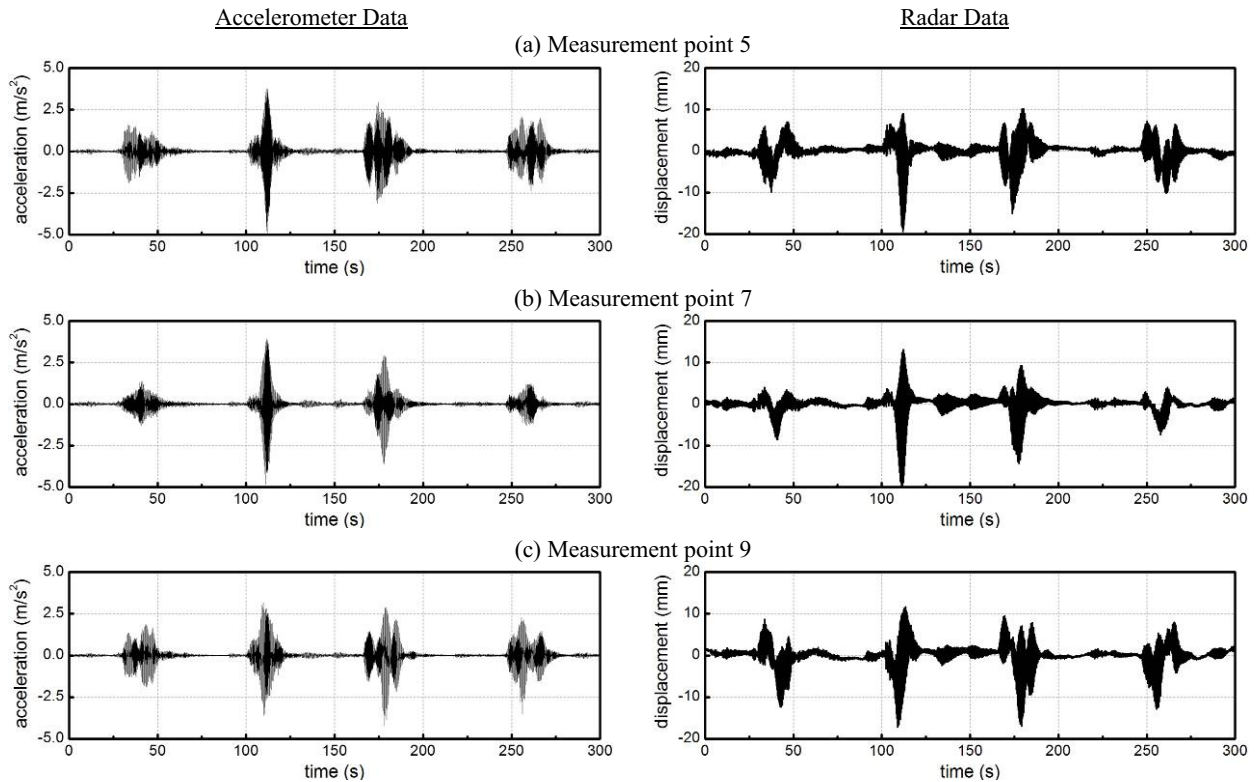 Accelerometer Data
Radar Data
(a) Measurement point 5
5.0
2.5
0.0
-2.5
-5.0
acceleration (m/s²)
0 50 100 150 200 250 300
time (s)
20
10
0
-10
-20
displacement (mm)
0 50 100 150 200 250 300
time (s)
(b) Measurement point 7
5.0
2.5
0.0
-2.5
-5.0
acceleration (m/s²)
0 50 100 150 200 250 300
time (s)
20
10
0
-10
-20
displacement (mm)
0 50 100 150 200 250 300
time (s)
(c) Measurement point 9
5.0
2.5
0.0
-2.5
-5.0
acceleration (m/s²)
0 50 100 150 200 250 300
time (s)
20
10
0
-10
-20
displacement (mm)
0 50 100 150 200 250 300
time (s)